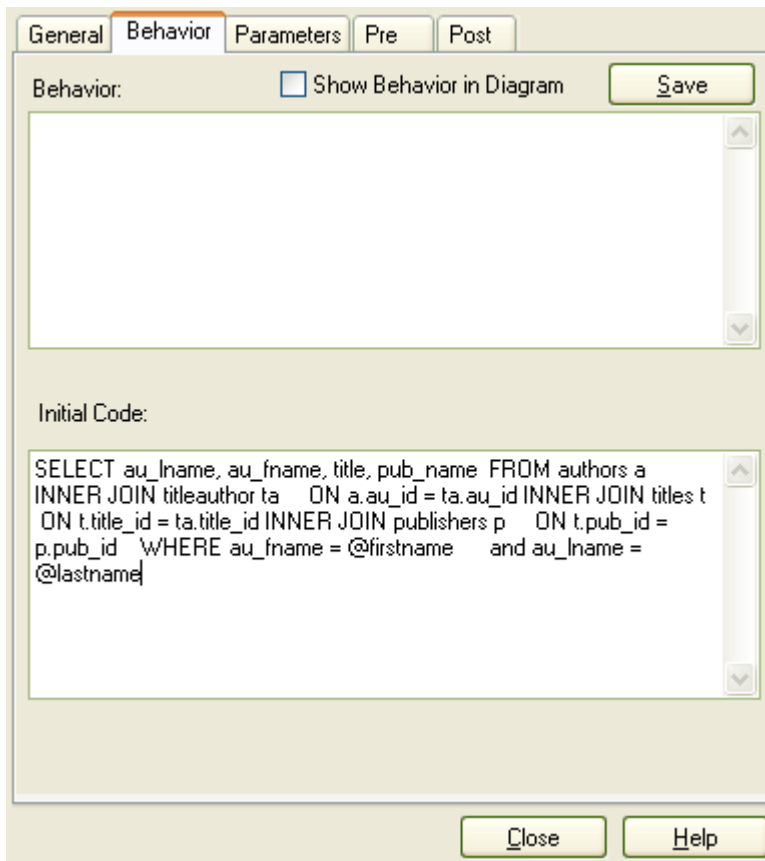 General Behavior Parameters Pre Post
Behavior: Show Behavior in Diagram Save
Initial Code:
SELECT au_lname, au_fname, title, pub_name FROM authors a
INNER JOIN titleauthor ta ON a.au_id = ta.au_id INNER JOIN titles t
ON t.title_id = ta.title_id INNER JOIN publishers p ON t.pub_id =
p.pub_id WHERE au_fname = @firstname and au_lname =
@lastname
Close Help